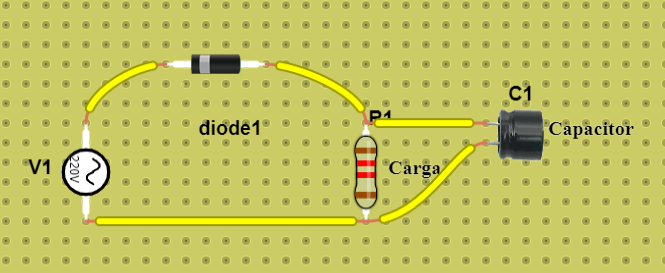 C1
Capacitor
diode1
R1
Carga
V1
220V